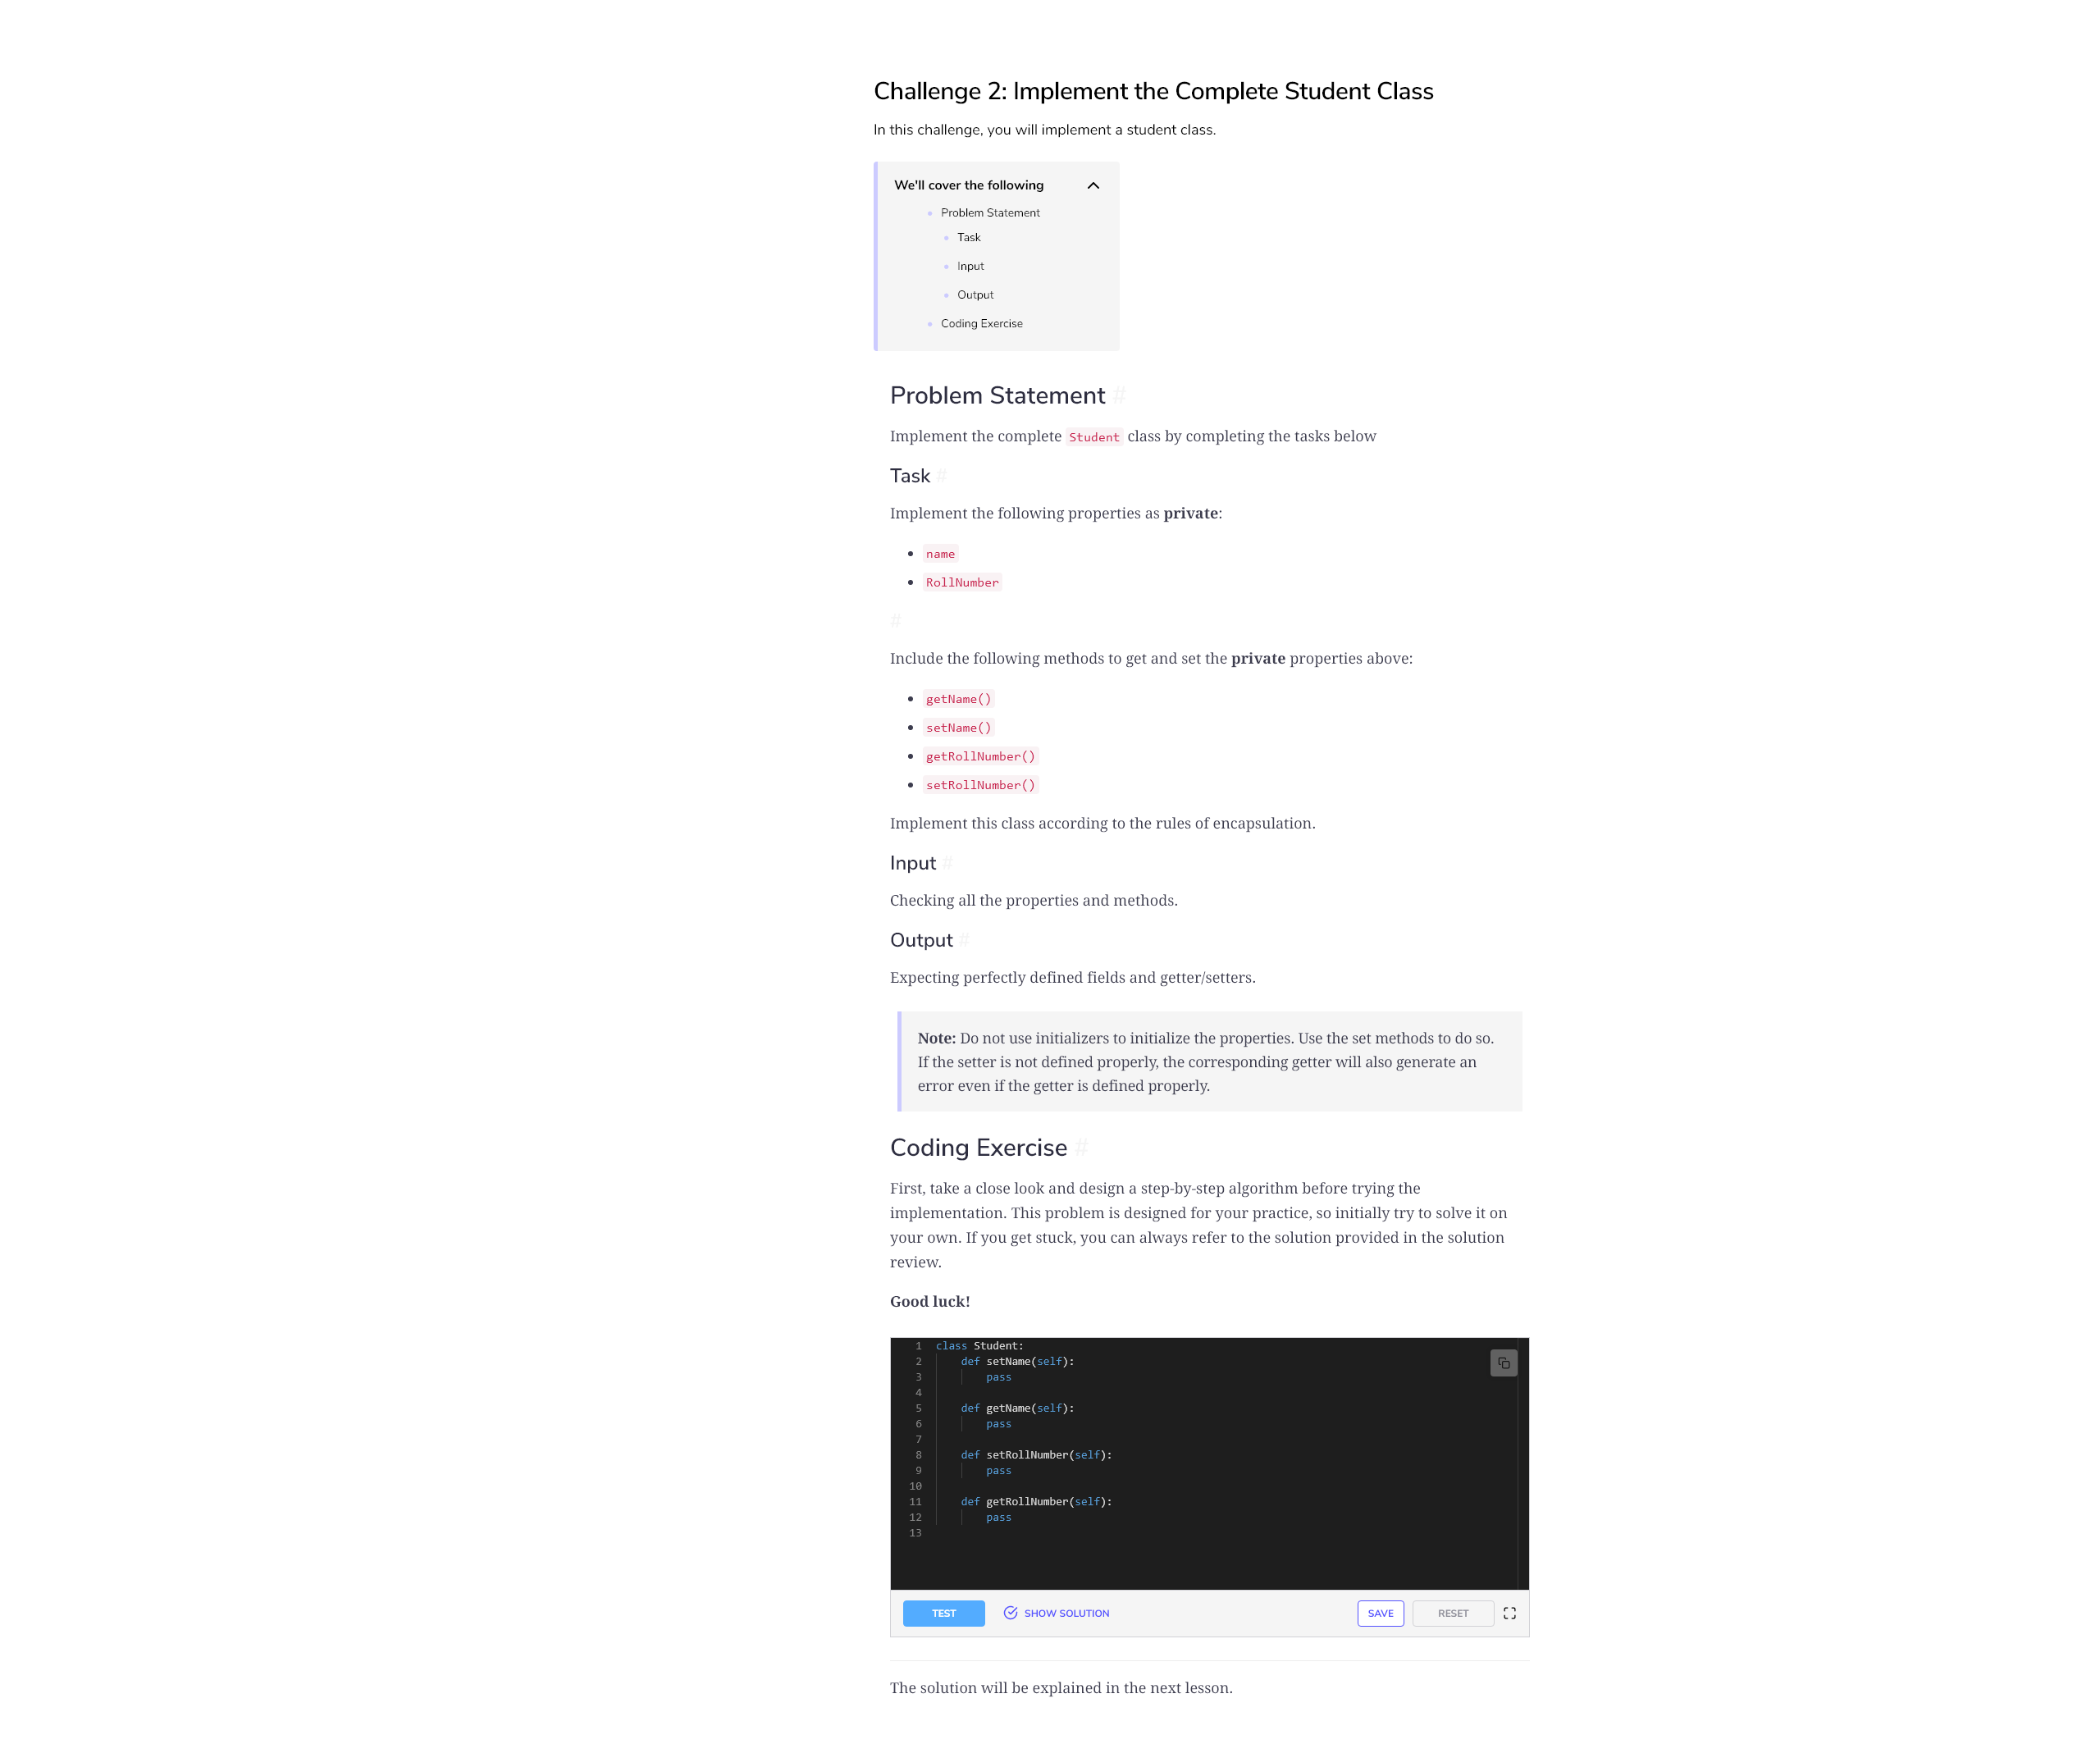 Challenge 2: Implement the Complete Student Class
In this challenge, you will implement a student class.
We'll cover the following
Problem Statement
Task
Input
Output
Coding Exercise
Problem Statement #
Implement the complete Student class by completing the tasks below
Task #
Implement the following properties as private:
name
RollNumber
#
Include the following methods to get and set the private properties above:
getName()
setName()
getRollNumber()
setRollNumber()
Implement this class according to the rules of encapsulation.
Input #
Checking all the properties and methods.
Output #
Expecting perfectly defined fields and getter/setters.
Note: Do not use initializers to initialize the properties. Use the set methods to do so.
If the setter is not defined properly, the corresponding getter will also generate an
error even if the getter is defined properly.
Coding Exercise #
First, take a close look and design a step-by-step algorithm before trying the
implementation. This problem is designed for your practice, so initially try to solve it on
your own. If you get stuck, you can always refer to the solution provided in the solution
review.
Good luck!
1 class Student:
2     def setName(self):
3         pass
4
5     def getName(self):
6         pass
7
8     def setRollNumber(self):
9         pass
10
11     def getRollNumber(self):
12         pass
13
TEST SHOW SOLUTION SAVE RESET
The solution will be explained in the next lesson.